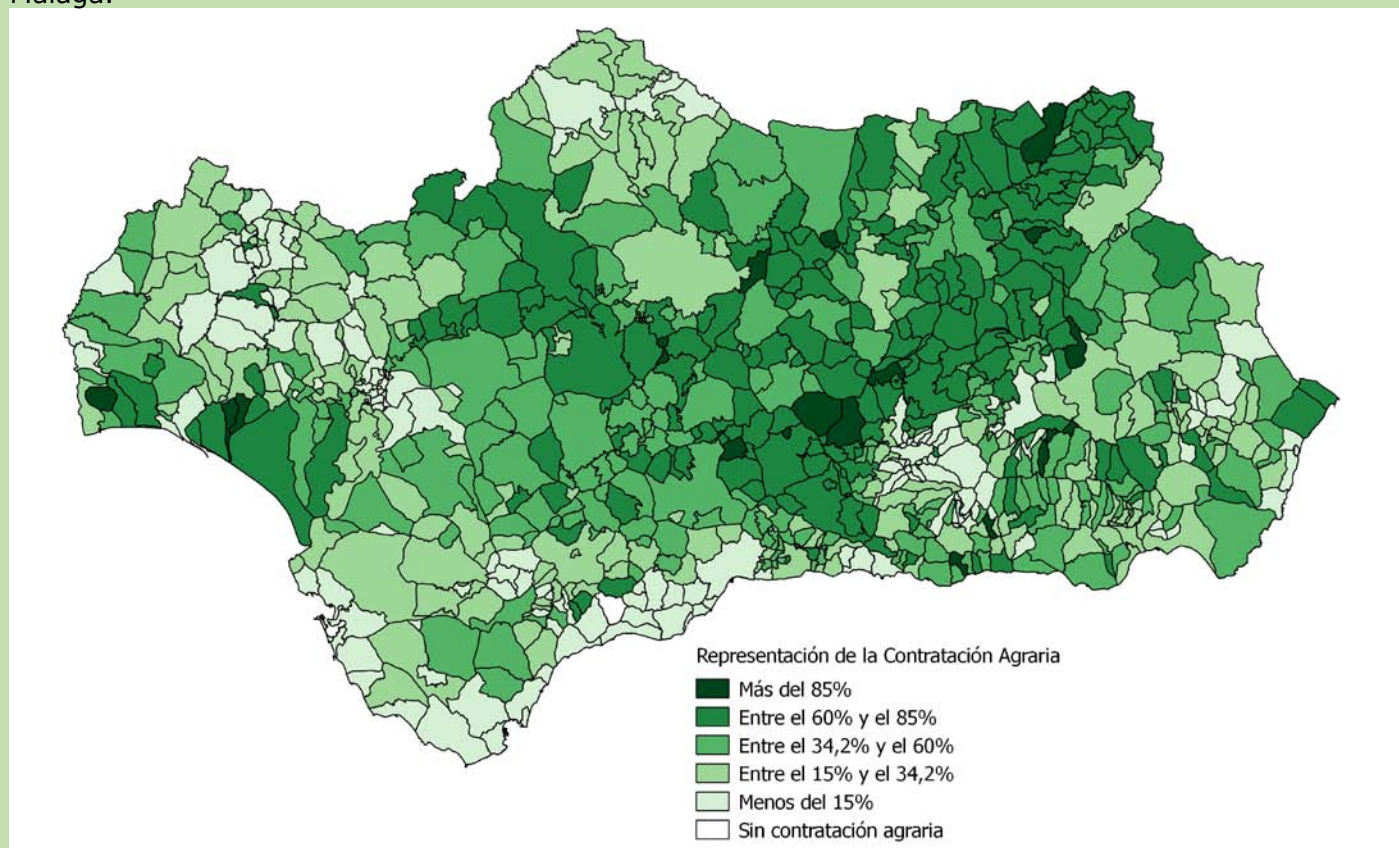 Málaga.
Representación de la Contratación Agraria
Más del 85%
Entre el 60% y el 85%
Entre el 34,2% y el 60%
Entre el 15% y el 34,2%
Menos del 15%
Sin contratación agraria